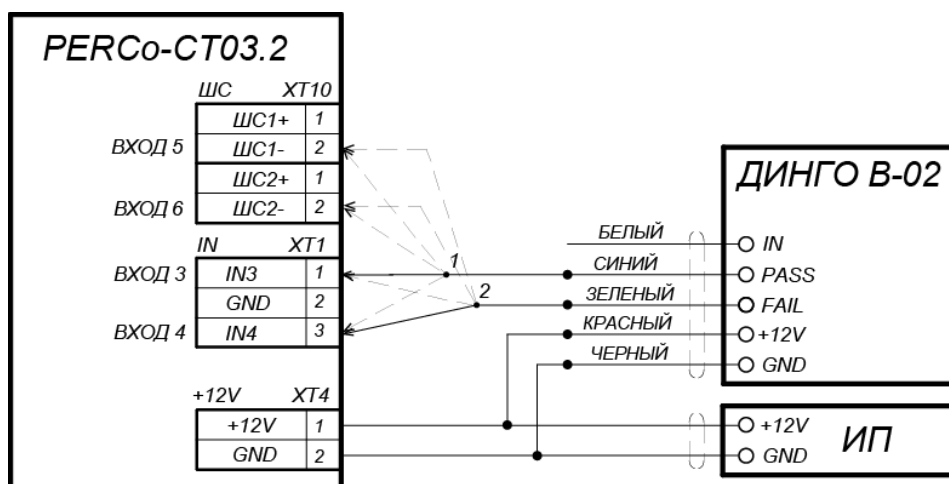 PERCo-CT03.2
ШС XT10
ШС1+ 1
ВХОД 5 ШС1- 2
ШС2+ 1
ВХОД 6 ШС2- 2
IN XT1
ВХОД 3 IN3 1
GND 2
ВХОД 4 IN4 3
+12V XT4
+12V 1
GND 2
1
2
БЕЛЫЙ
СИНИЙ
ЗЕЛЕНЫЙ
КРАСНЫЙ
ЧЕРНЫЙ
ДИНГО В-02
IN
PASS
FAIL
+12V
GND
+12V
GND
ИП